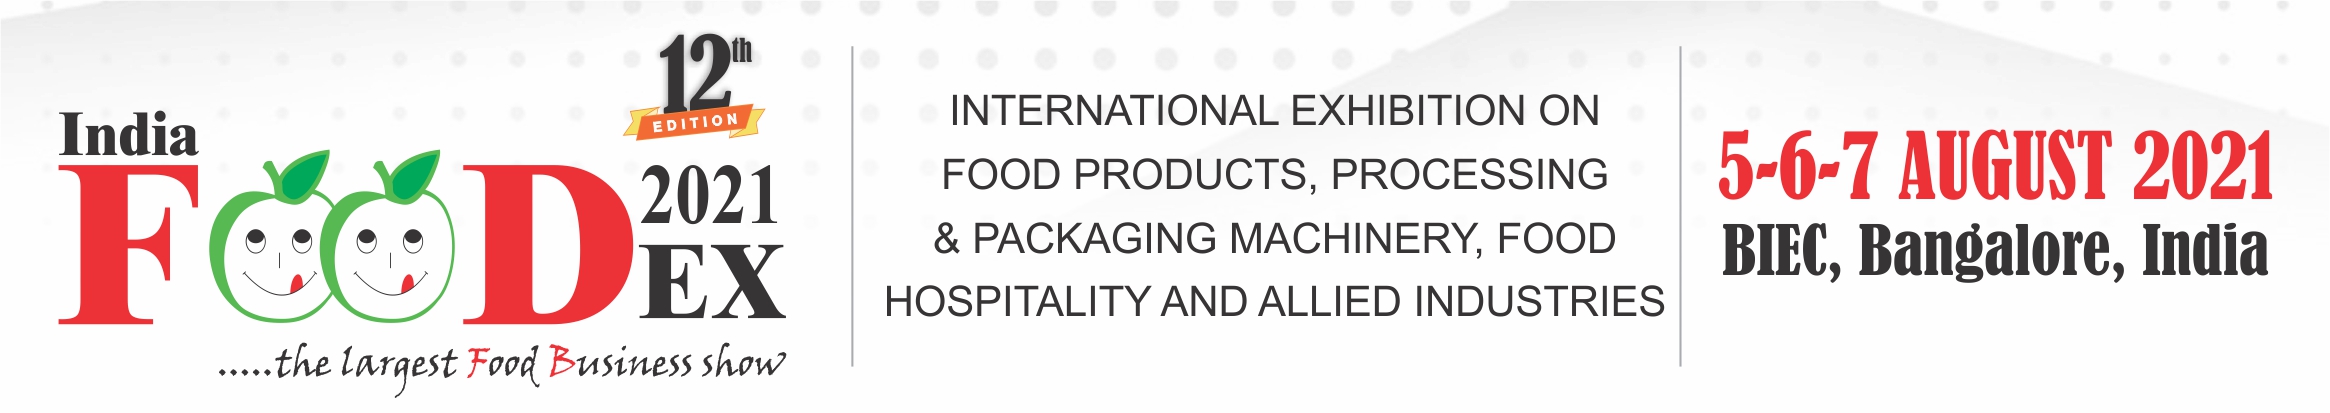 12th
EDITION
India
FOOD 2021
EX
.....the largest Food Business show
INTERNATIONAL EXHIBITION ON
FOOD PRODUCTS, PROCESSING
& PACKAGING MACHINERY, FOOD
HOSPITALITY AND ALLIED INDUSTRIES
5-6-7 AUGUST 2021
BIEC, Bangalore, India